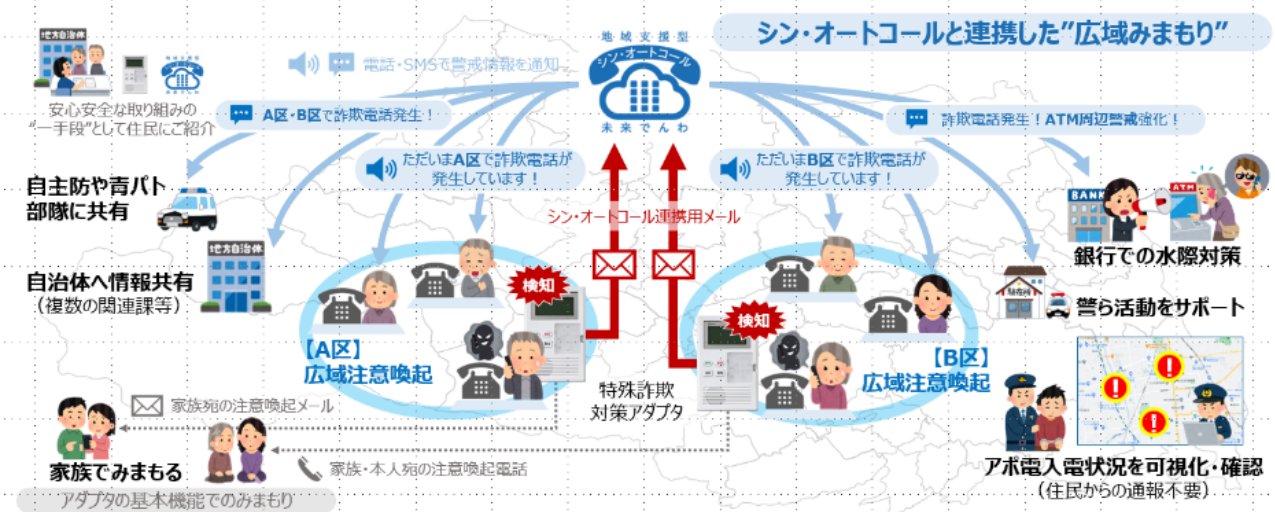 シン・オートコールと連携した"広域みまもり"
地域支援型
シン・オートコール
未来でんわ
地方自治体
安心安全な取り組みの
"一手段"として住民にご紹介
電話・SMSで警戒情報を通知
A区・B区で詐欺電話発生！
詐欺電話発生！ATM周辺警戒強化！
ただいまA区で詐欺電話が
発生しています！
ただいまB区で詐欺電話が
発生しています！
自主防や青パト
部隊に共有
シン・オートコール連携用メール
BANK
ATM
銀行での水際対策
地方自治体
自治体へ情報共有
（複数の関連課等）
検知
検知
駐在所
警ら活動をサポート
【A区】
広域注意喚起
【B区】
広域注意喚起
特殊詐欺
対策アダプタ
家族宛の注意喚起メール
家族でみまもる
家族・本人宛の注意喚起電話
アダプタの基本機能でのみまもり
アポ電入電状況を可視化・確認
（住民からの通報不要）